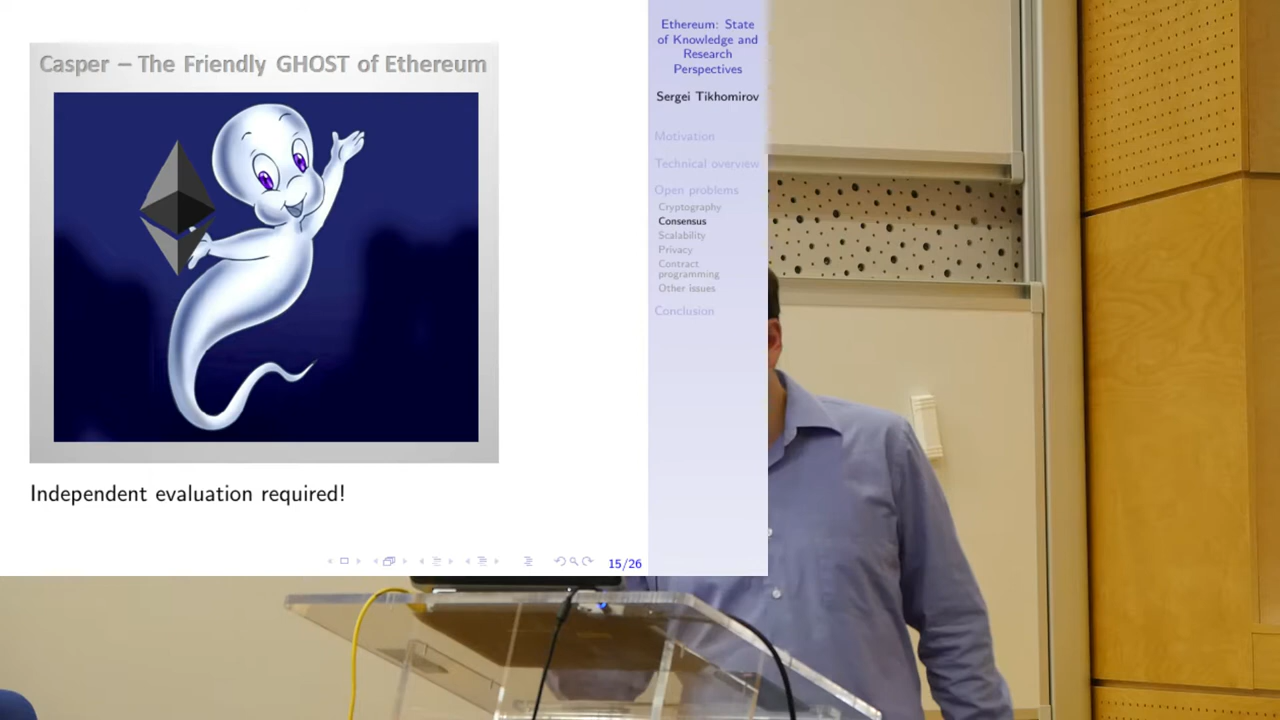 Casper – The Friendly GHOST of Ethereum
Independent evaluation required!
15/26
Ethereum: State
of Knowledge and
Research
Perspectives
Sergei Tikhomirov
Motivation
Technical overview
Open problems
Cryptography
Consensus
Scalability
Privacy
Contract
programming
Other issues
Conclusion